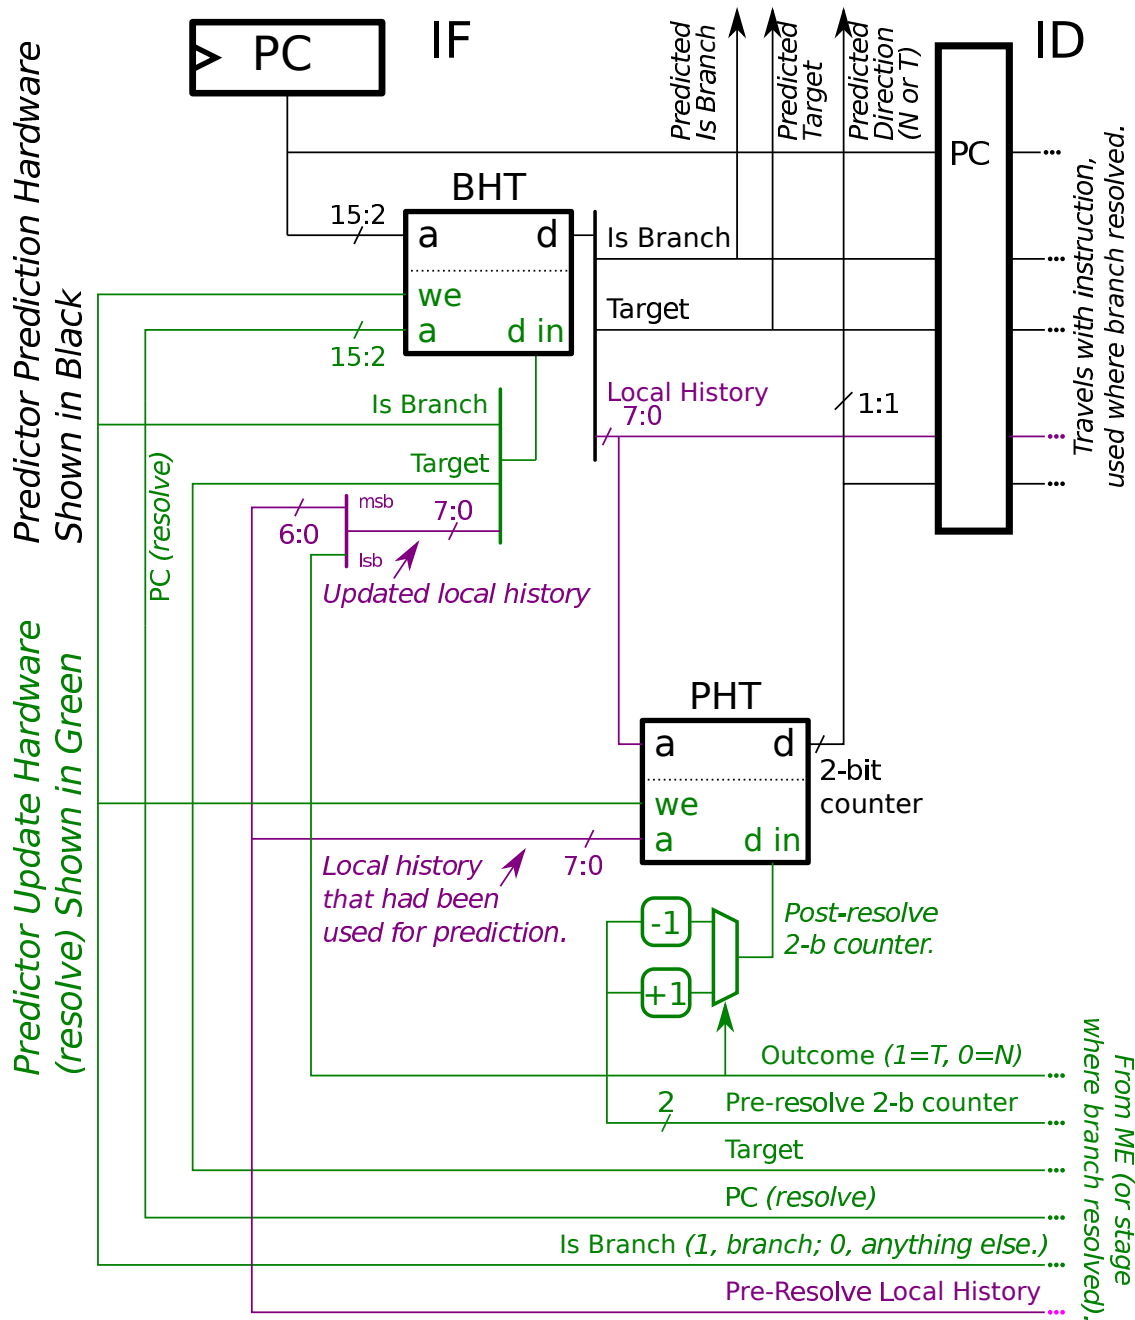 Predictor Prediction Hardware
Shown in Black
Predictor Update Hardware
(resolve) Shown in Green
PC
IF
Predicted
Is Branch
Predicted
Target
Predicted
Direction
(N or T)
ID
PC
Travels with instruction,
used where branch resolved.
BHT
15:2
a d
we
a d in
15:2
Is Branch
Target
Local History
7:0
1:1
Is Branch
Target
msb
7:0
6:0
lsb
Updated local history
PC (resolve)
PHT
a d
we
a d in
2-bit
counter
7:0
Local history
that had been
used for prediction.
-1
+1
Post-resolve
2-b counter.
Outcome (1=T, 0=N)
2
Pre-resolve 2-b counter
Target
PC (resolve)
Is Branch (1, branch; 0, anything else.)
Pre-Resolve Local History
From ME (or stage
where branch resolved).